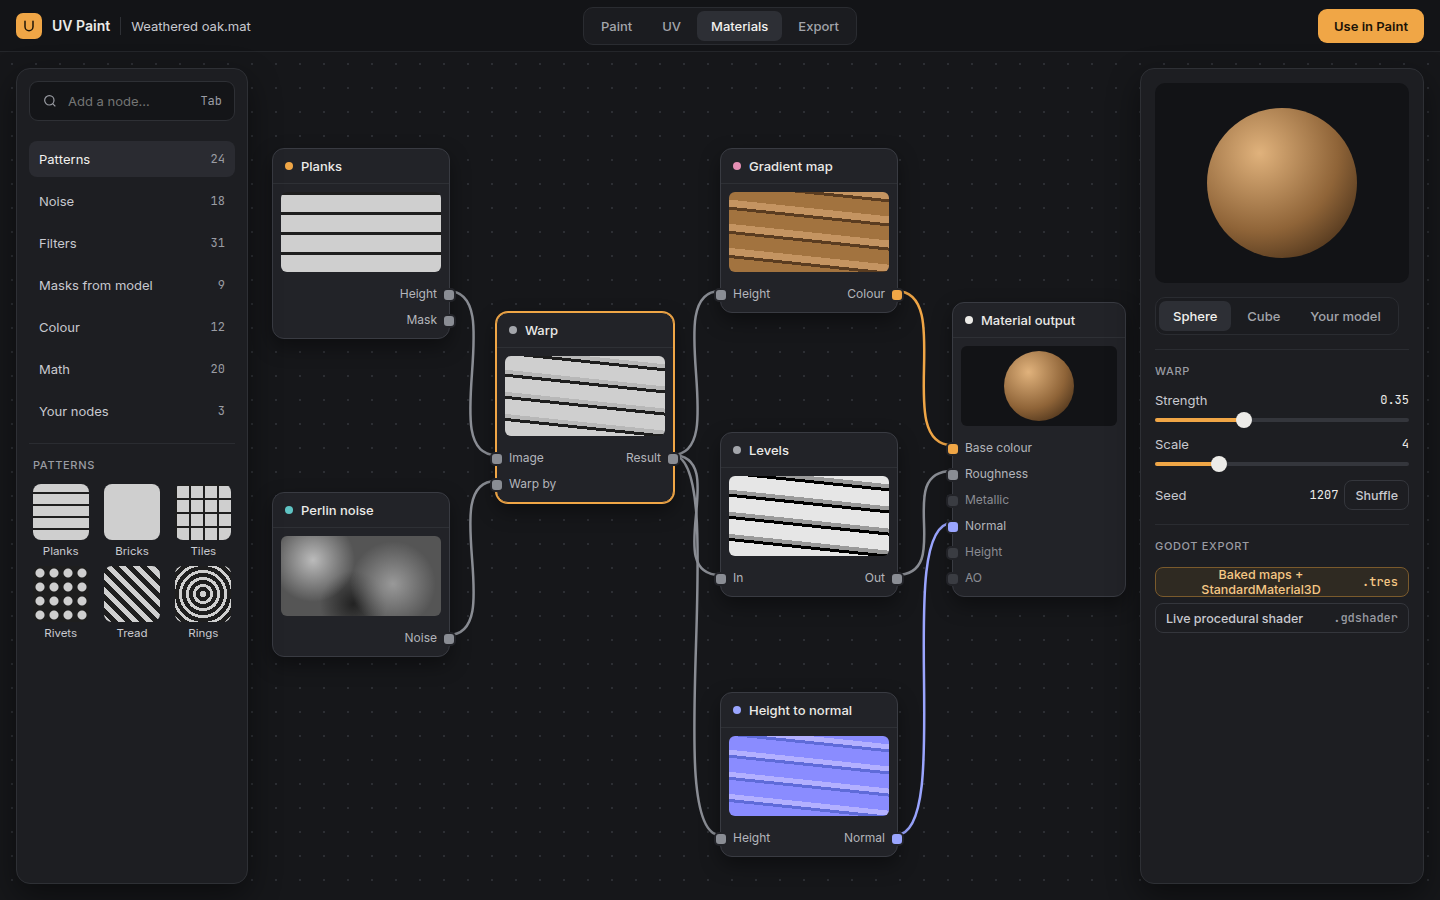 UV Paint
Weathered oak.mat
Paint
UV
Materials
Export
Use in Paint
Add a node...
Tab
Patterns 24
Noise 18
Filters 31
Masks from model 9
Colour 12
Math 20
Your nodes 3
PATTERNS
Planks
Bricks
Tiles
Rivets
Tread
Rings
Planks
Height
Mask
Perlin noise
Noise
Warp
Image
Result
Warp by
Gradient map
Height
Colour
Levels
In
Out
Height to normal
Height
Normal
Material output
Base colour
Roughness
Metallic
Normal
Height
AO
Sphere
Cube
Your model
WARP
Strength 0.35
Scale 4
Seed 1207
Shuffle
GODOT EXPORT
Baked maps +
StandardMaterial3D
.tres
Live procedural shader .gdshader